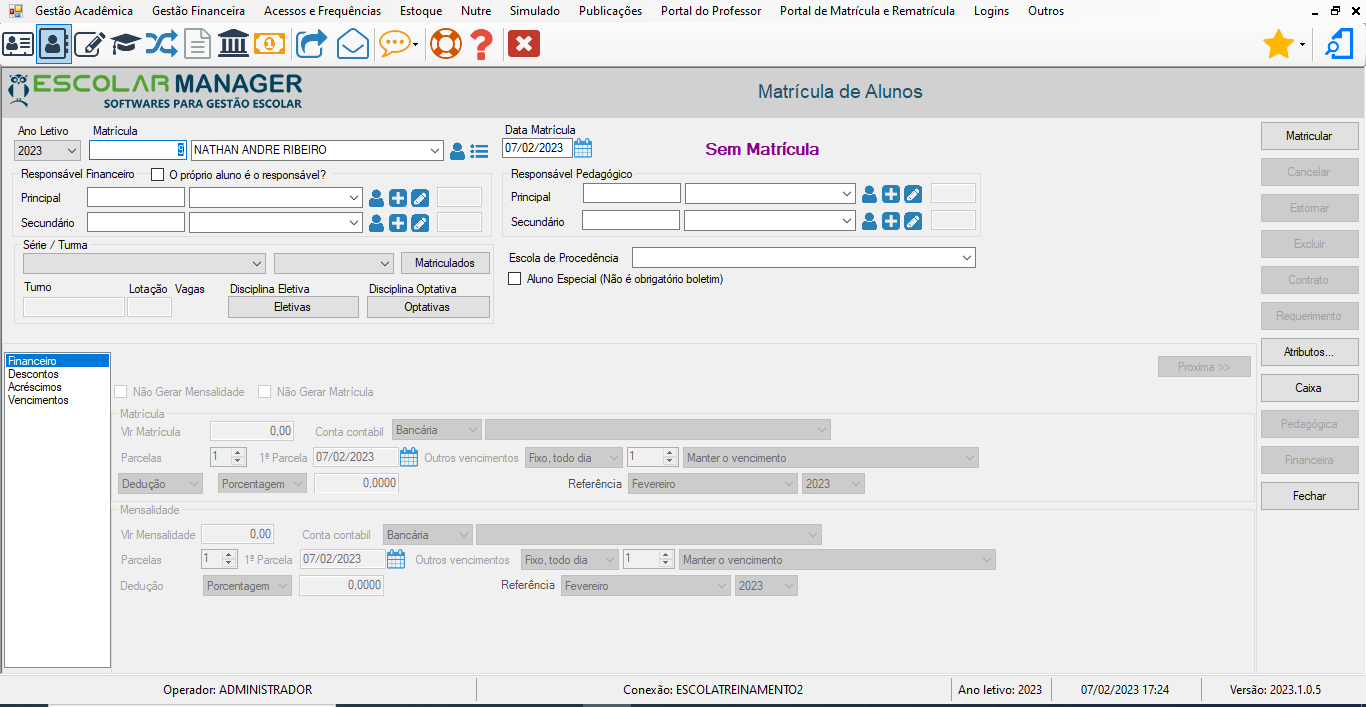 Gestão Acadêmica Gestão Financeira Acessos e Frequências Estoque Nutre Simulado Publicações Portal do Professor Portal de Matrícula e Rematrícula Logins Outros
ESCOLAR MANAGER
SOFTWARES PARA GESTÃO ESCOLAR
Matrícula de Alunos
Ano Letivo Matrícula Data Matrícula
2023 9 NATHAN ANDRE RIBEIRO 07/02/2023 Sem Matrícula
Matricular
Cancelar
Estornar
Excluir
Contrato
Requerimento
Atributos...
Caixa
Pedagógica
Financeira
Fechar
Responsável Financeiro O próprio aluno é o responsável? Responsável Pedagógico
Principal Principal
Secundário Secundário
Série / Turma
Matriculados Escola de Procedência
Aluno Especial (Não é obrigatório boletim)
Turno Lotação Vagas Disciplina Eletiva Disciplina Optativa
Eletivas Optativas
Financeiro
Descontos
Acréscimos
Vencimentos
Proxima >>
Não Gerar Mensalidade Não Gerar Matrícula
Matrícula
Vlr Matrícula 0,00 Conta contabil Bancária
Parcelas 1 1ª Parcela 07/02/2023 Outros vencimentos Fixo, todo dia 1 Manter o vencimento
Dedução Porcentagem 0,0000 Referência Fevereiro 2023
Mensalidade
Vlr Mensalidade 0,00 Conta contabil Bancária
Parcelas 1 1ª Parcela 07/02/2023 Outros vencimentos Fixo, todo dia 1 Manter o vencimento
Dedução Porcentagem 0,0000 Referência Fevereiro 2023
Operador: ADMINISTRADOR Conexão: ESCOLATREINAMENTO2 Ano letivo: 2023 07/02/2023 17:24 Versão: 2023.1.0.5